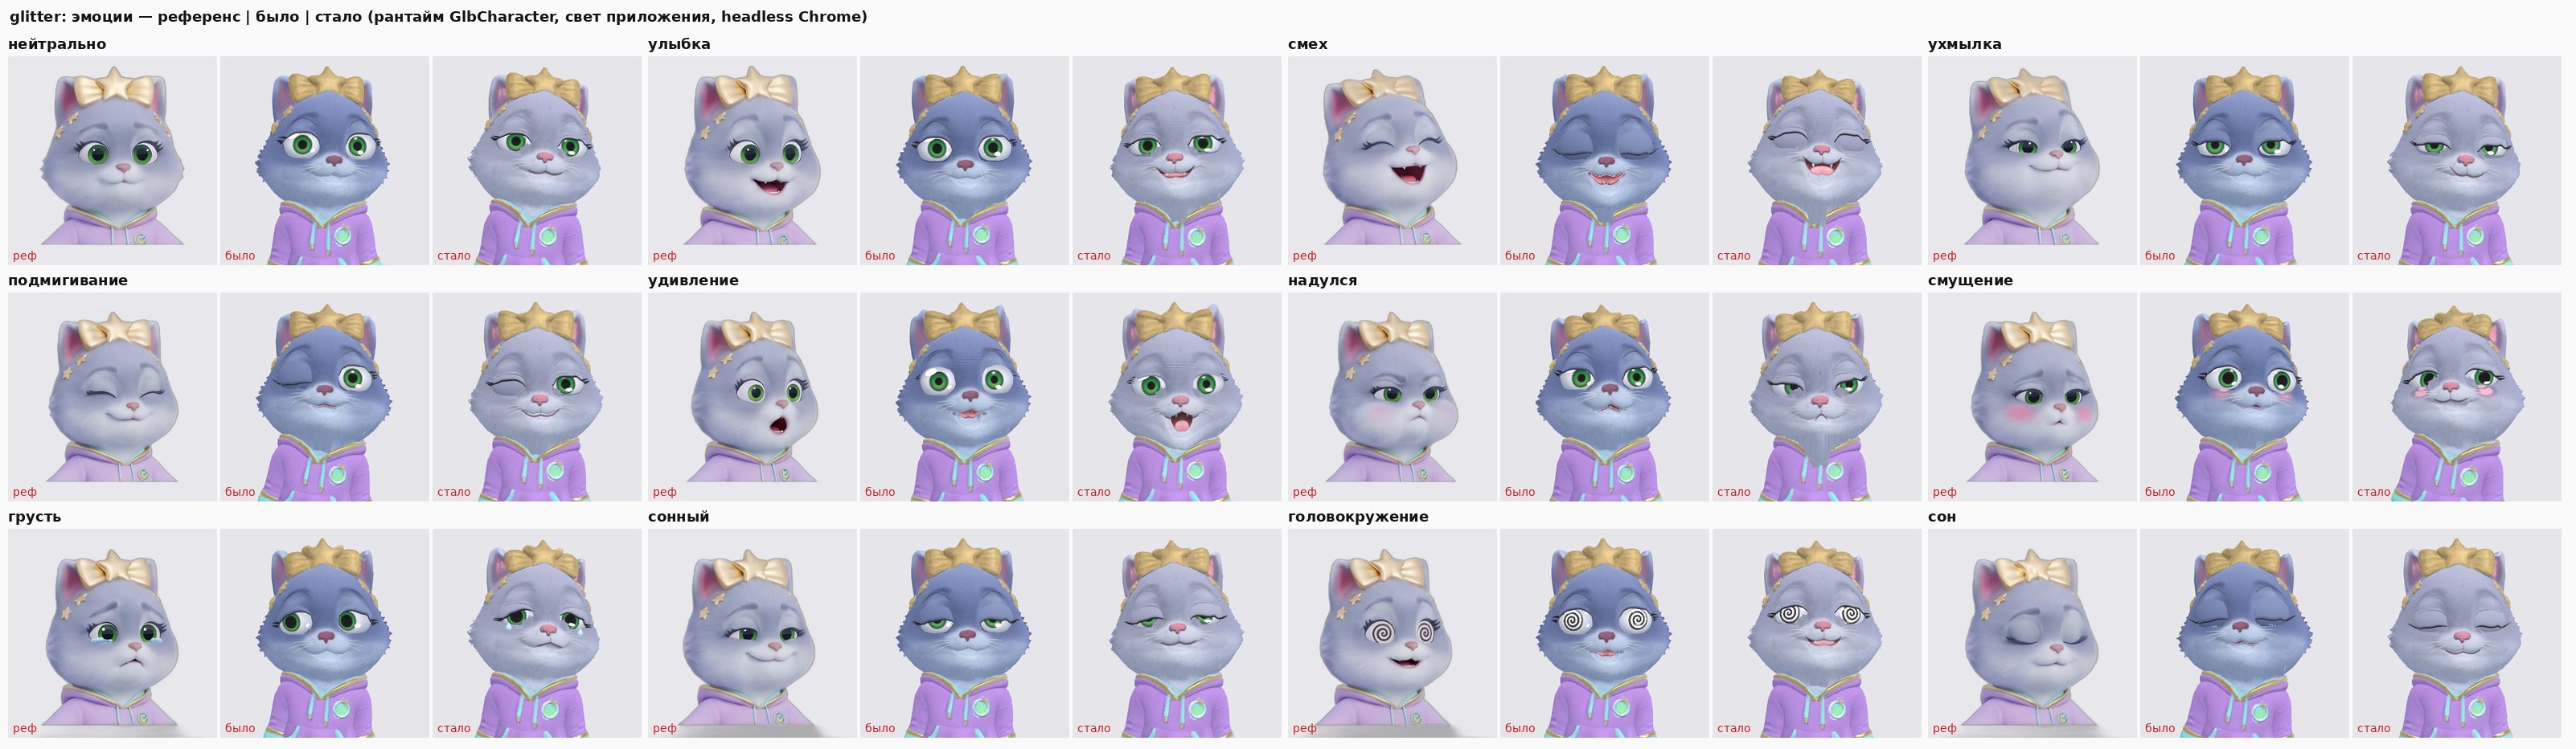 glitter: эмоции — референс | было | стало (рантайм GlbCharacter, свет приложения, headless Chrome)
нейтрально улыбка смех ухмылка
реф было стало реф было стало реф было стало реф было стало
подмигивание удивление надулся смущение
реф было стало реф было стало реф было стало реф было стало
грусть сонный головокружение сон
реф было стало реф было стало реф было стало реф было стало